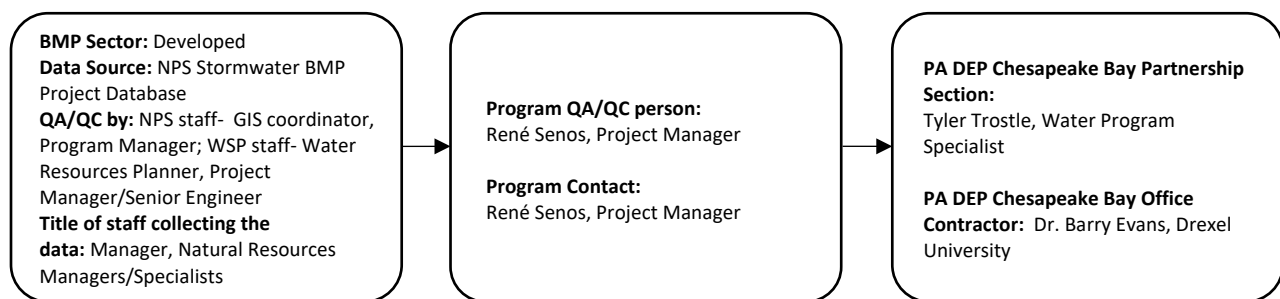 BMP Sector: Developed
Data Source: NPS Stormwater BMP
Project Database
QA/QC by: NPS staff- GIS coordinator,
Program Manager; WSP staff- Water
Resources Planner, Project
Manager/Senior Engineer
Title of staff collecting the
data: Manager, Natural Resources
Managers/Specialists
Program QA/QC person:
René Senos, Project Manager
Program Contact:
René Senos, Project Manager
PA DEP Chesapeake Bay Partnership
Section:
Tyler Trostle, Water Program
Specialist
PA DEP Chesapeake Bay Office
Contractor: Dr. Barry Evans, Drexel
University